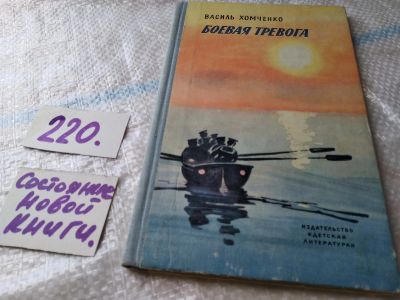 ВАСИЛЬ ХОМЧЕНКО
БОЕВАЯ ТРЕВОГА
220.
Состояние
новой
книги.
ИЗДАТЕЛЬСТВО
«ДЕТСКАЯ
ЛИТЕРАТУРА»